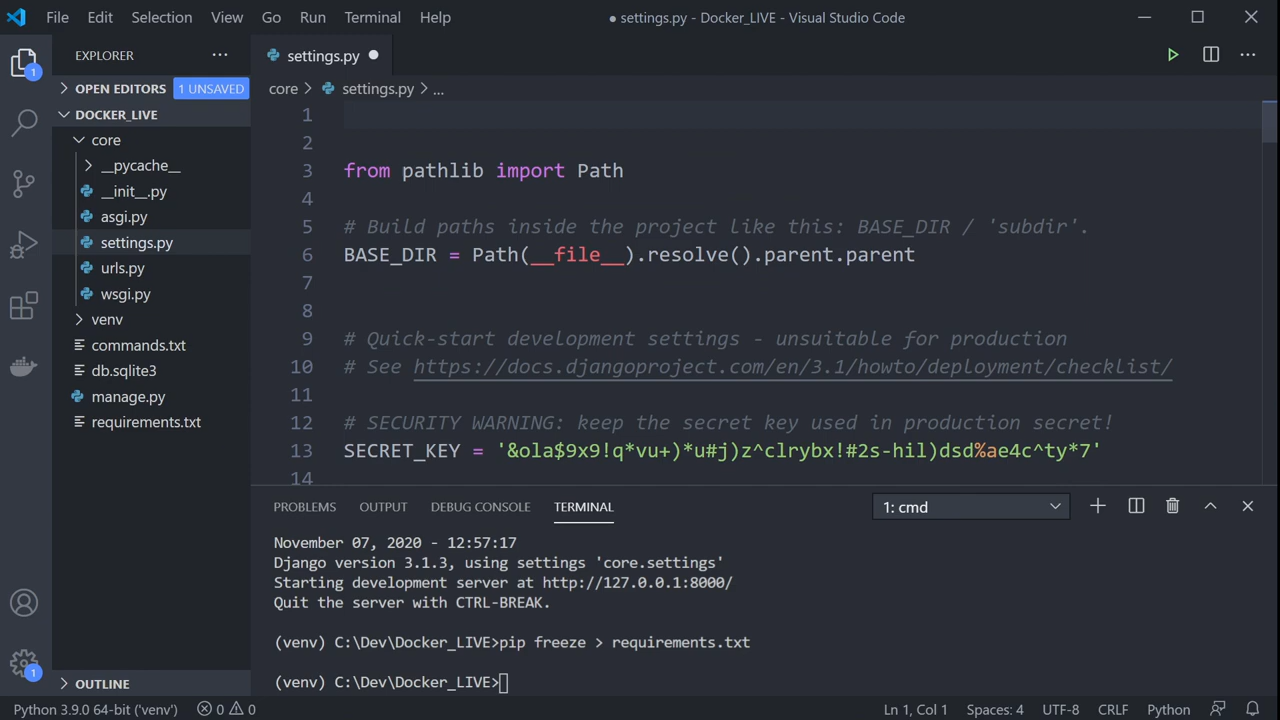 File Edit Selection View Go Run Terminal Help ● settings.py - Docker_LIVE - Visual Studio Code
EXPLORER ···
OPEN EDITORS 1 UNSAVED
DOCKER_LIVE
core
__pycache__
__init__.py
asgi.py
settings.py
urls.py
wsgi.py
venv
commands.txt
db.sqlite3
manage.py
requirements.txt
OUTLINE
1
1
settings.py ●
core > settings.py > ...
1
2
3 from pathlib import Path
4
5 # Build paths inside the project like this: BASE_DIR / 'subdir'.
6 BASE_DIR = Path(__file__).resolve().parent.parent
7
8
9 # Quick-start development settings - unsuitable for production
10 # See https://docs.djangoproject.com/en/3.1/howto/deployment/checklist/
11
12 # SECURITY WARNING: keep the secret key used in production secret!
13 SECRET_KEY = '&ola$9x9!q*vu+)*u#j)z^clrybx!#2s-hil)dsd%ae4c^ty*7'
14
PROBLEMS OUTPUT DEBUG CONSOLE TERMINAL 1: cmd
November 07, 2020 - 12:57:17
Django version 3.1.3, using settings 'core.settings'
Starting development server at http://127.0.0.1:8000/
Quit the server with CTRL-BREAK.
(venv) C:\Dev\Docker_LIVE>pip freeze > requirements.txt
(venv) C:\Dev\Docker_LIVE>
Python 3.9.0 64-bit ('venv') 0 0 Ln 1, Col 1 Spaces: 4 UTF-8 CRLF Python